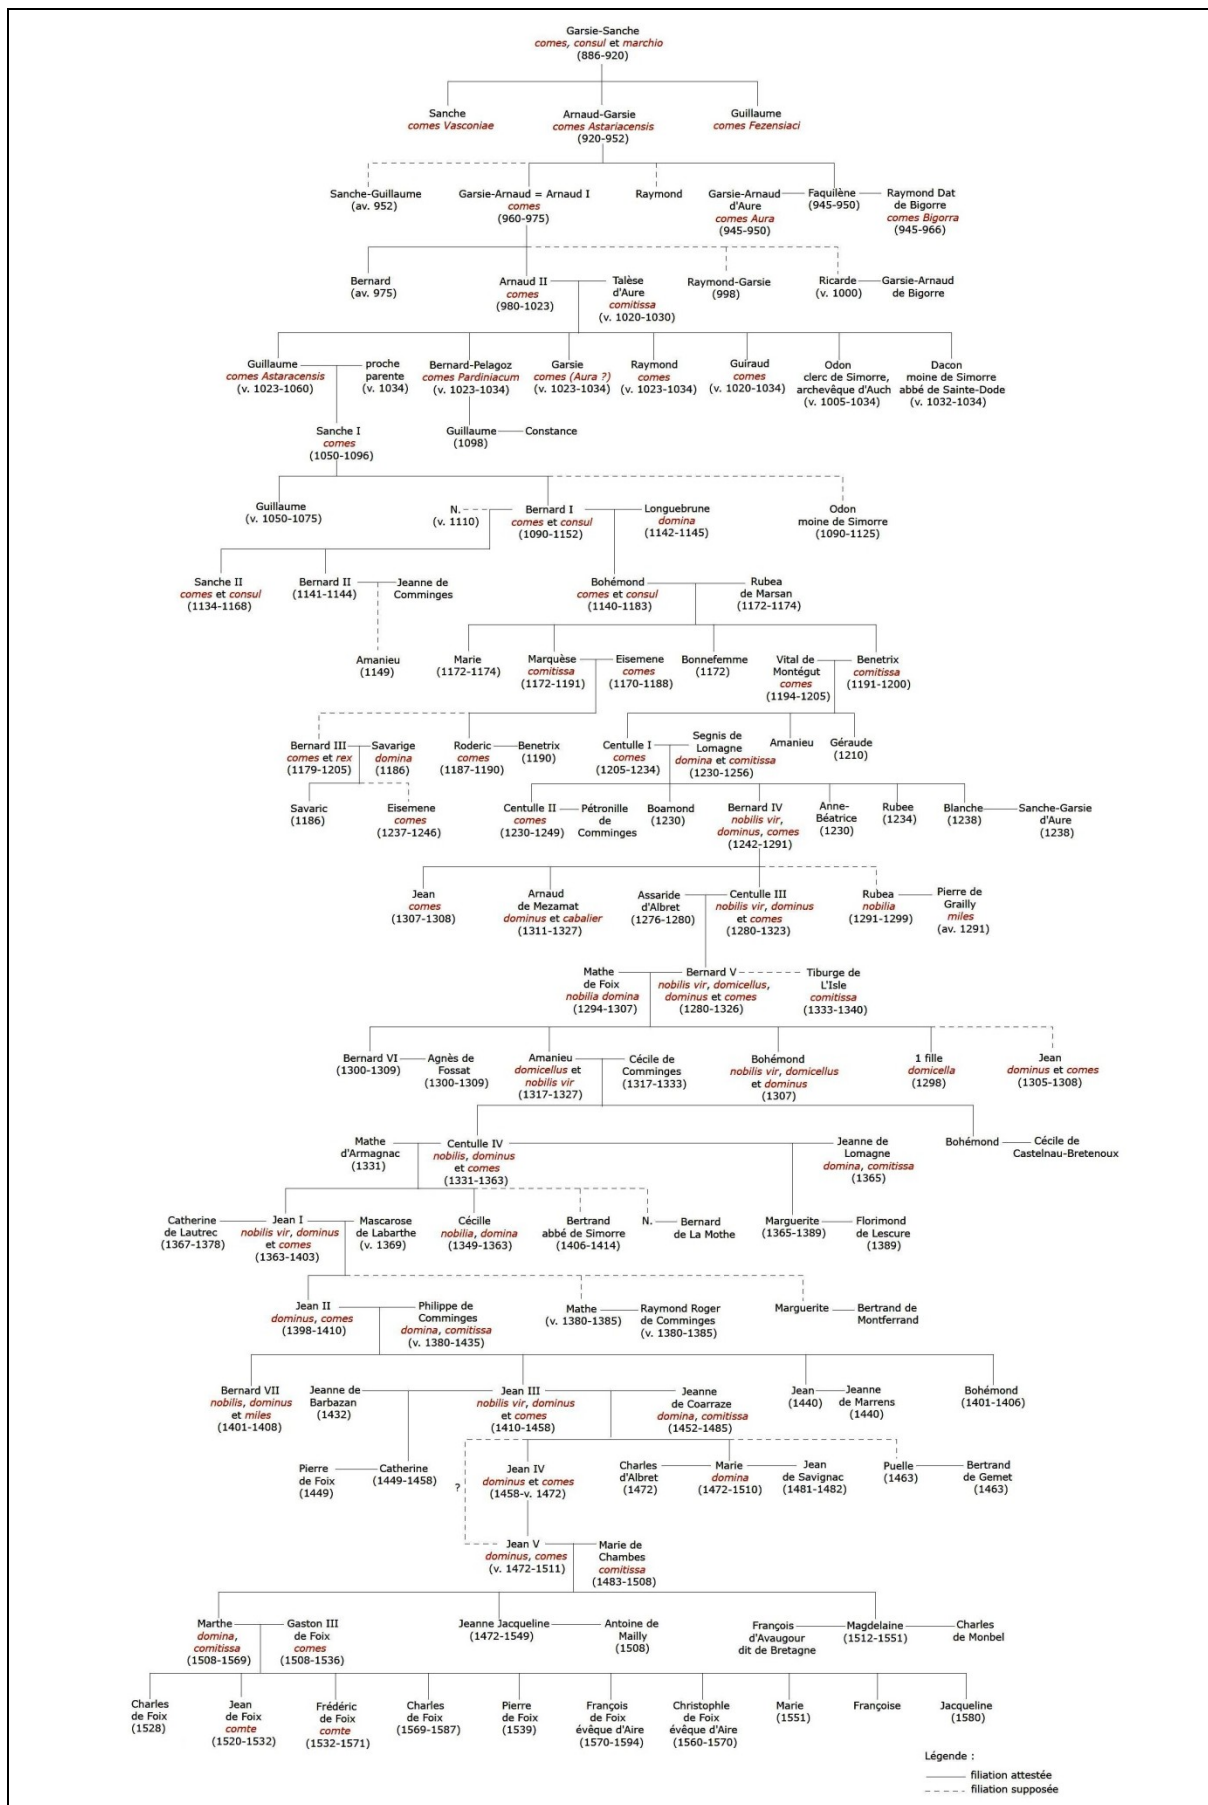 Garsie-Sanche
comes, consul et marchio
(886-920)
Sanche
comes Vasconiae
Arnaud-Garsie
comes Astariacensis
(920-952)
Guillaume
comes Fezensiaci
Sanche-Guillaume
(av. 952)
Garsie-Arnaud = Arnaud I
comes
(960-975)
Raymond
Garsie-Arnaud
d'Aure
comes Aura
(945-950)
Faquilène
(945-950)
Raymond Dat
de Bigorre
comes Bigorra
(945-966)
Bernard
(av. 975)
Arnaud II
comes
(980-1023)
Talèse
d'Aure
comitissa
(v. 1020-1030)
Raymond-Garsie
(998)
Ricarde
(v. 1000)
Garsie-Arnaud
de Bigorre
Guillaume
comes Astaracensis
(v. 1023-1060)
proche
parente
(v. 1034)
Bernard-Pelagoz
comes Pardiniacum
(v. 1023-1034)
Garsie
comes (Aura ?)
(v. 1023-1034)
Raymond
comes
(v. 1023-1034)
Guiraud
comes
(v. 1020-1034)
Odon
clerc de Simorre,
archevêque d'Auch
(v. 1005-1034)
Dacon
moine de Simorre
abbé de Sainte-Dode
(v. 1032-1034)
Sanche I
comes
(1050-1096)
Guillaume
(1098)
Constance
Guillaume
(v. 1050-1075)
N.
(v. 1110)
Bernard I
comes et consul
(1090-1152)
Longuebrune
domina
(1142-1145)
Odon
moine de Simorre
(1090-1125)
Sanche II
comes et consul
(1134-1168)
Bernard II
(1141-1144)
Jeanne de
Comminges
Bohémond
comes et consul
(1140-1183)
Rubea
de Marsan
(1172-1174)
Amanieu
(1149)
Marie
(1172-1174)
Marquèse
comitissa
(1172-1191)
Eisemene
comes
(1170-1188)
Bonnefemme
(1172)
Vital de
Montégut
comes
(1194-1205)
Benetrix
comitissa
(1191-1200)
Bernard III
comes et rex
(1179-1205)
Savarige
domina
(1186)
Roderic
comes
(1187-1190)
Benetrix
(1190)
Centulle I
comes
(1205-1234)
Segnis de
Lomagne
domina et comitissa
(1230-1256)
Amanieu
Géraude
(1210)
Savaric
(1186)
Eisemene
comes
(1237-1246)
Centulle II
comes
(1230-1249)
Pétronille
de
Comminges
Boamond
(1230)
Bernard IV
nobilis vir,
dominus, comes
(1242-1291)
Anne-
Béatrice
(1230)
Rubee
(1234)
Blanche
(1238)
Sanche-Garsie
d'Aure
(1238)
Jean
comes
(1307-1308)
Arnaud
de Mezamat
dominus et cabalier
(1311-1327)
Assaride
d'Albret
(1276-1280)
Centulle III
nobilis vir, dominus
et comes
(1280-1323)
Rubea
nobilia
(1291-1299)
Pierre de
Grailly
miles
(av. 1291)
Mathe
de Foix
nobilia domina
(1294-1307)
Bernard V
nobilis vir, domicellus,
dominus et comes
(1280-1326)
Tiburge de
L'Isle
comitissa
(1333-1340)
Bernard VI
(1300-1309)
Agnès de
Fossat
(1300-1309)
Amanieu
domicellus et
nobilis vir
(1317-1327)
Cécile de
Comminges
(1317-1333)
Bohémond
nobilis vir, domicellus
et dominus
(1307)
1 fille
domicella
(1298)
Jean
dominus et comes
(1305-1308)
Mathe
d'Armagnac
(1331)
Centulle IV
nobilis, dominus
et comes
(1331-1363)
Jeanne de
Lomagne
domina, comitissa
(1365)
Bohémond
Cécile de
Castelnau-Bretenoux
Catherine
de Lautrec
(1367-1378)
Jean I
nobilis vir, dominus
et comes
(1363-1403)
Mascarose
de Labarthe
(v. 1369)
Cécille
nobilia, domina
(1349-1363)
Bertrand
abbé de Simorre
(1406-1414)
N.
Bernard
de La Mothe
Marguerite
(1365-1389)
Florimond
de Lescure
(1389)
Jean II
dominus, comes
(1398-1410)
Philippe de
Comminges
domina, comitissa
(v. 1380-1435)
Mathe
(v. 1380-1385)
Raymond Roger
de Comminges
(v. 1380-1385)
Marguerite
Bertrand de
Montferrand
Bernard VII
nobilis, dominus
et miles
(1401-1408)
Jeanne de
Barbazan
(1432)
Jean III
nobilis vir, dominus
et comes
(1410-1458)
Jeanne
de Coarraze
domina, comitissa
(1452-1485)
Jean
(1440)
Jeanne
de Marrens
(1440)
Bohémond
(1401-1406)
Pierre
de Foix
(1449)
Catherine
(1449-1458)
?
Jean IV
dominus et comes
(1458-v. 1472)
Charles
d'Albret
(1472)
Marie
domina
(1472-1510)
Jean
de Savignac
(1481-1482)
Puelle
(1463)
Bertrand
de Gemet
(1463)
Jean V
dominus, comes
(v. 1472-1511)
Marie de
Chambes
comitissa
(1483-1508)
Marthe
domina,
comitissa
(1508-1569)
Gaston III
de Foix
comes
(1508-1536)
Jeanne Jacqueline
(1472-1549)
Antoine de
Mailly
(1508)
François
d'Avaugour
dit de Bretagne
Magdelaine
(1512-1551)
Charles
de Monbel
Charles
de Foix
(1528)
Jean
de Foix
comte
(1520-1532)
Frédéric
de Foix
comte
(1532-1571)
Charles
de Foix
(1569-1587)
Pierre
de Foix
(1539)
François
de Foix
évêque d'Aire
(1570-1594)
Christophle
de Foix
évêque d'Aire
(1560-1570)
Marie
(1551)
Françoise
Jacqueline
(1580)
Légende :
filiation attestée
filiation supposée